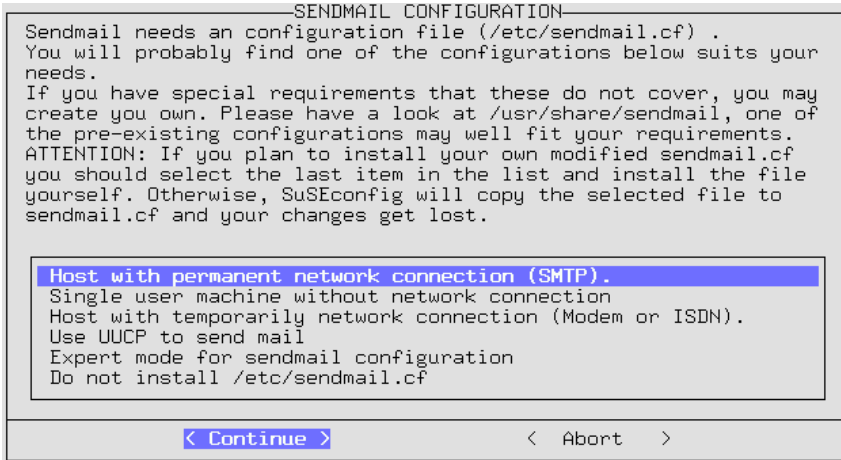 SENDMAIL CONFIGURATION
Sendmail needs an configuration file (/etc/sendmail.cf) .
You will probably find one of the configurations below suits your
needs.
If you have special requirements that these do not cover, you may
create you own. Please have a look at /usr/share/sendmail, one of
the pre-existing configurations may well fit your requirements.
ATTENTION: If you plan to install your own modified sendmail.cf
you should select the last item in the list and install the file
yourself. Otherwise, SuSEconfig will copy the selected file to
sendmail.cf and your changes get lost.
Host with permanent network connection (SMTP).
Single user machine without network connection
Host with temporarily network connection (Modem or ISDN).
Use UUCP to send mail
Expert mode for sendmail configuration
Do not install /etc/sendmail.cf
< Continue > < Abort >